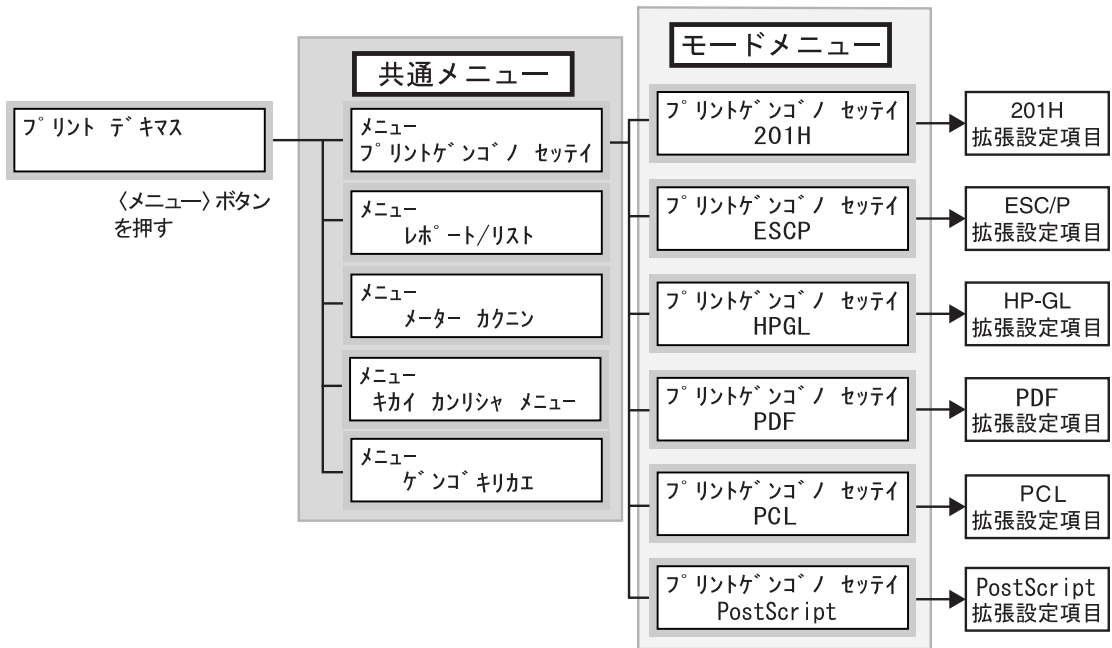 プリント デキマス
〈メニュー〉ボタン
を押す
共通メニュー
メニュー
プリントゲンゴノ セッテイ
メニュー
レポート/リスト
メニュー
メーター カクニン
メニュー
キカイ カンリシャ メニュー
メニュー
ゲンゴキリカエ
モードメニュー
プリントゲンゴノ セッテイ
201H
プリントゲンゴノ セッテイ
ESCP
プリントゲンゴノ セッテイ
HPGL
プリントゲンゴノ セッテイ
PDF
プリントゲンゴノ セッテイ
PCL
プリントゲンゴノ セッテイ
PostScript
201H
拡張設定項目
ESC/P
拡張設定項目
HP-GL
拡張設定項目
PDF
拡張設定項目
PCL
拡張設定項目
PostScript
拡張設定項目